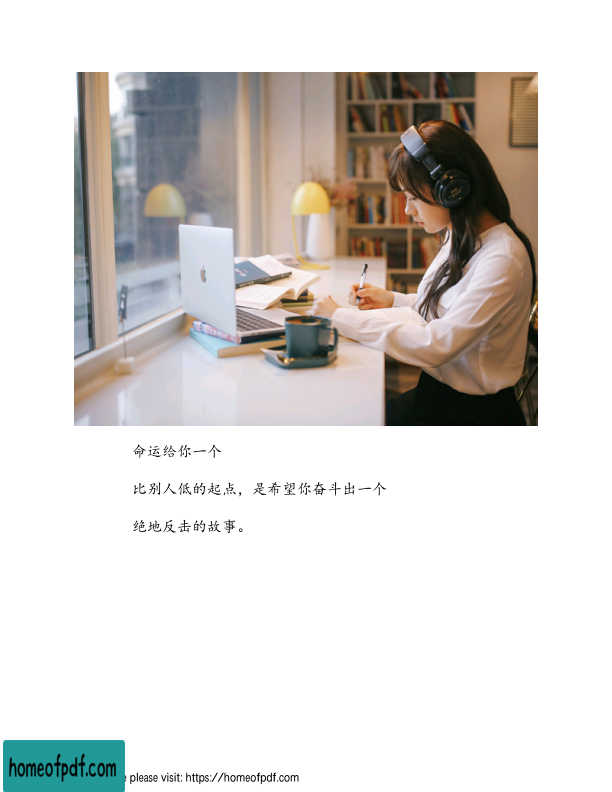 命运给你一个
比别人低的起点，是希望你奋斗出一个
绝地反击的故事。
homeofpdf.com
e please visit: https://homeofpdf.com